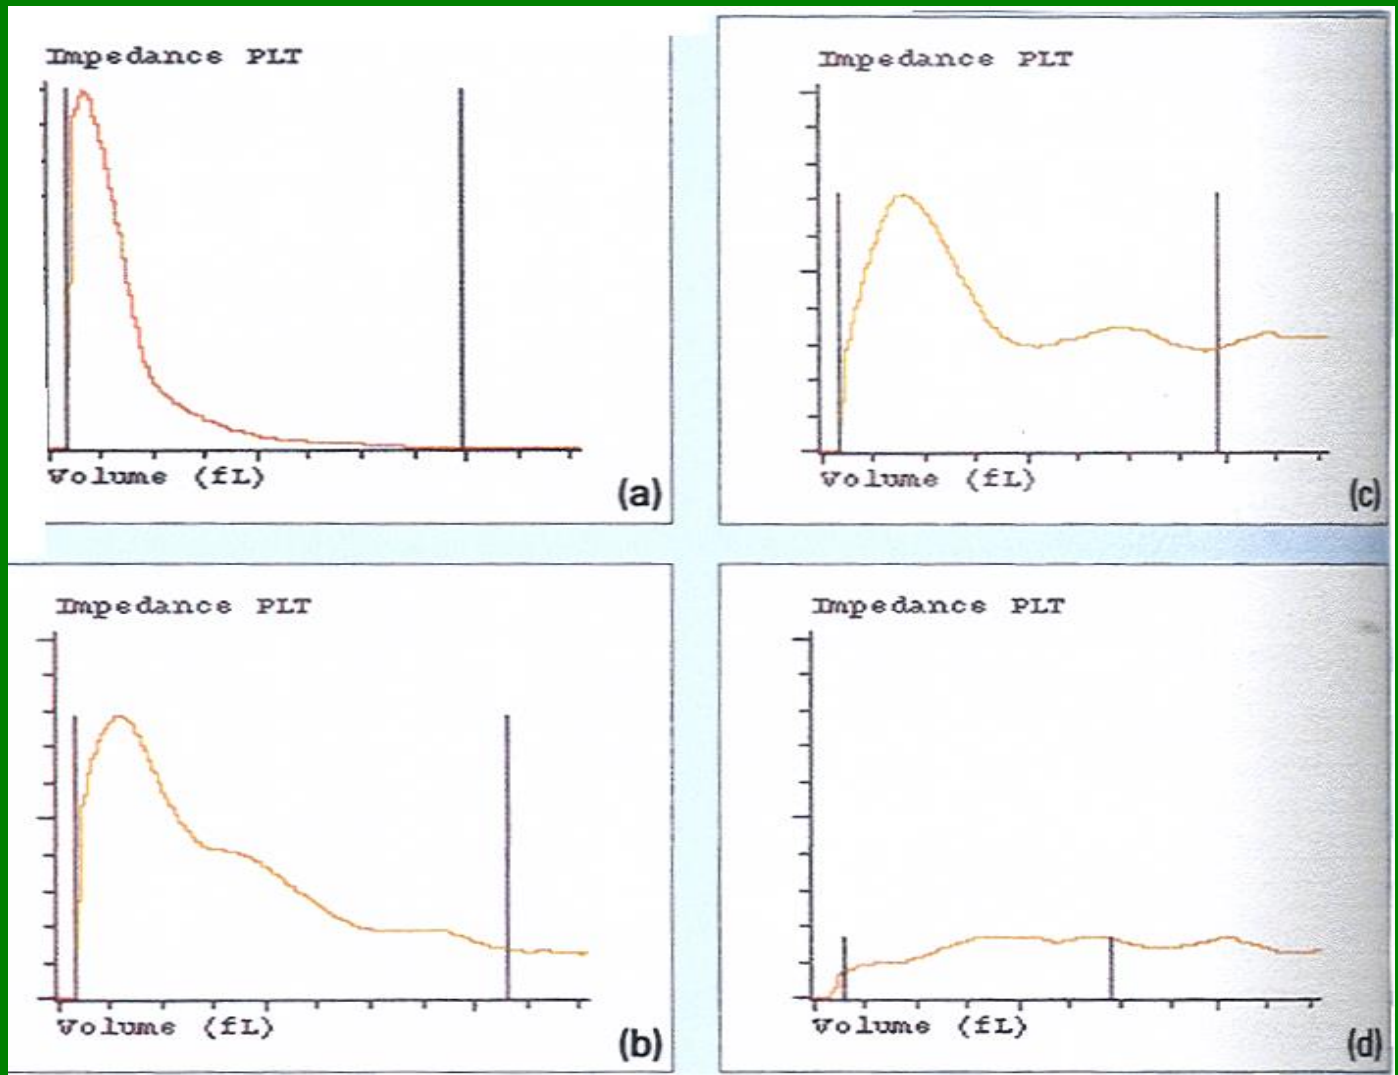 Impedance PLT
Volume (fL)
(a)
Impedance PLT
Volume (fL)
(c)
Impedance PLT
Volume (fL)
(b)
Impedance PLT
Volume (fL)
(d)